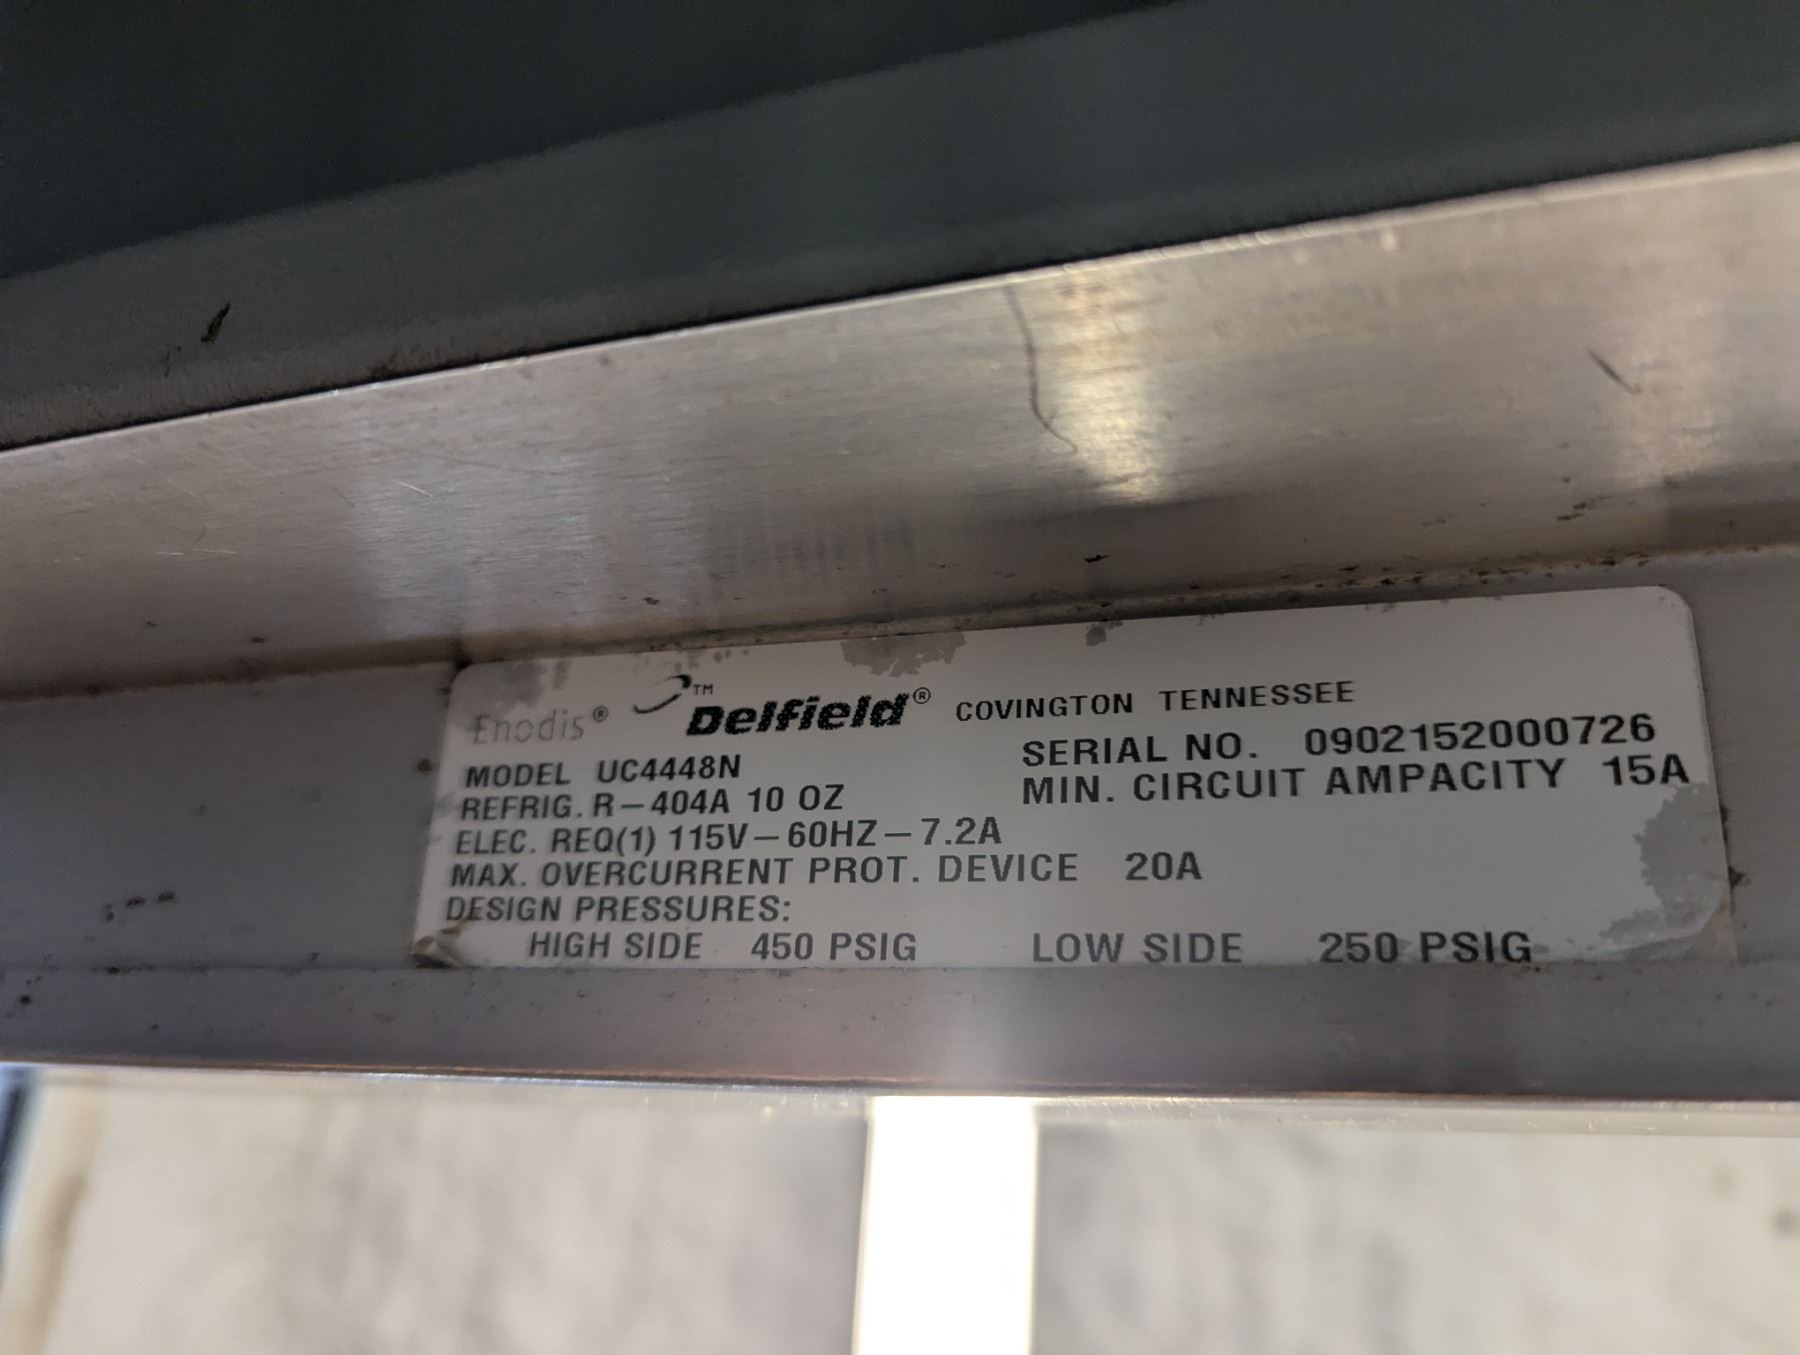 Enodis® ™ Delfield® COVINGTON TENNESSEE
MODEL UC4448N SERIAL NO. 0902152000726
REFRIG. R-404A 10 OZ MIN. CIRCUIT AMPACITY 15A
ELEC. REQ(1) 115V-60HZ-7.2A
MAX. OVERCURRENT PROT. DEVICE 20A
DESIGN PRESSURES:
HIGH SIDE 450 PSIG LOW SIDE 250 PSIG